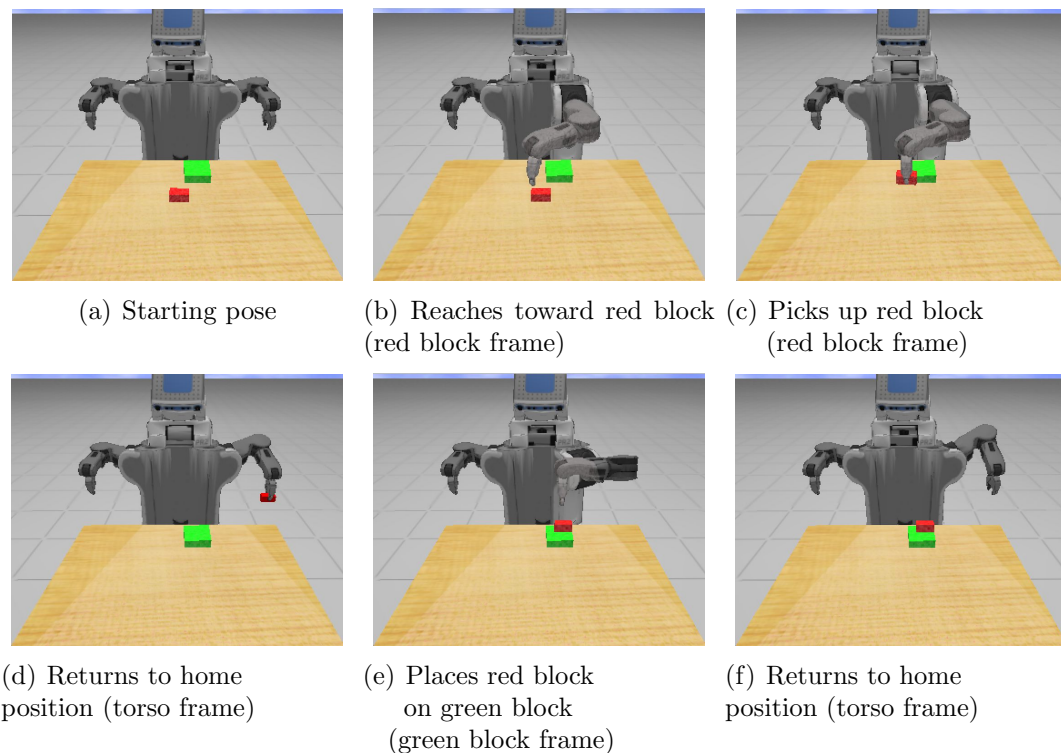 (a) Starting pose
(b) Reaches toward red block
(red block frame)
(c) Picks up red block
(red block frame)
(d) Returns to home
position (torso frame)
(e) Places red block
on green block
(green block frame)
(f) Returns to home
position (torso frame)